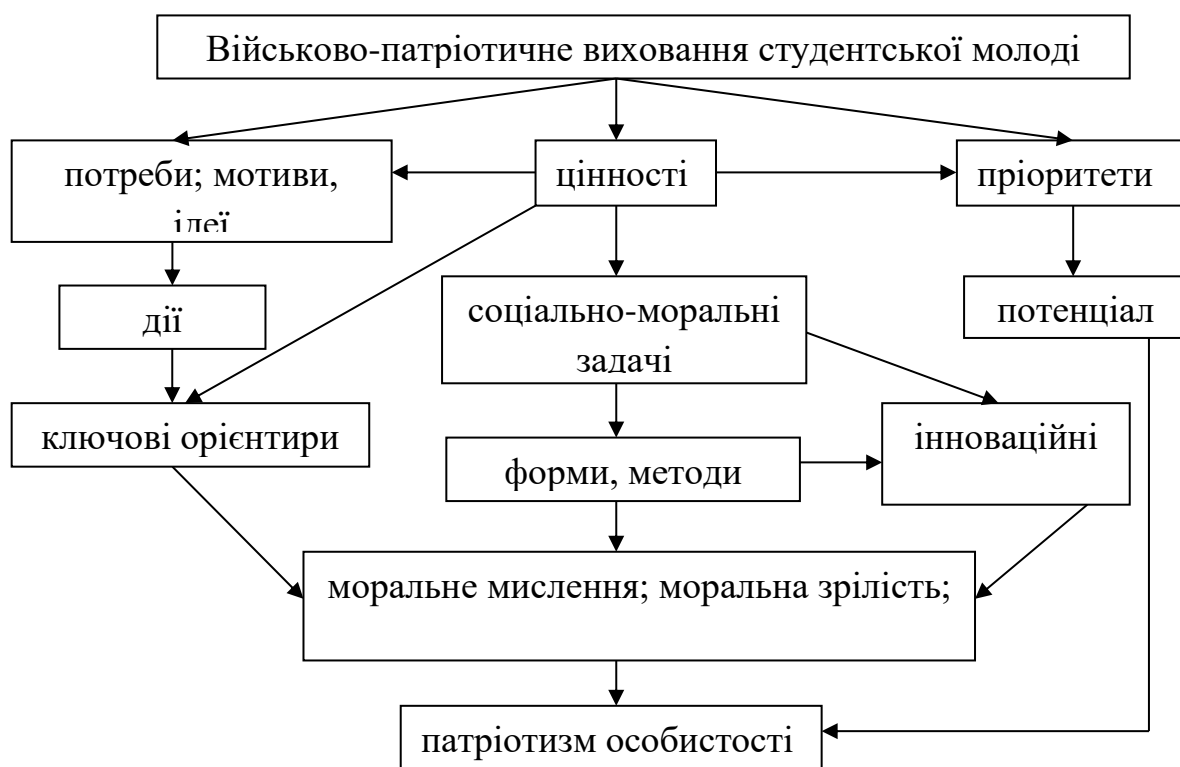 Військово-патріотичне виховання студентської молоді
потреби; мотиви,
ідеї
цінності
пріоритети
дії
соціально-моральні
задачі
потенціал
ключові орієнтири
форми, методи
інноваційні
моральне мислення; моральна зрілість;
патріотизм особистості